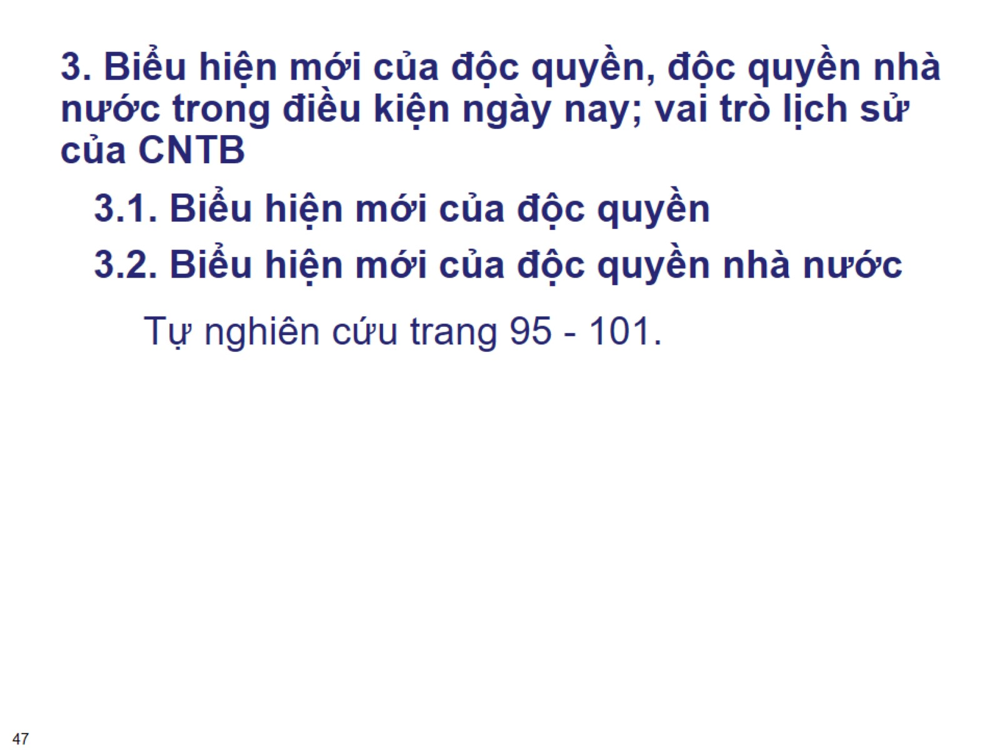 3. Biểu hiện mới của độc quyền, độc quyền nhà
nước trong điều kiện ngày nay; vai trò lịch sử
của CNTB
3.1. Biểu hiện mới của độc quyền
3.2. Biểu hiện mới của độc quyền nhà nước
Tự nghiên cứu trang 95 - 101.
47